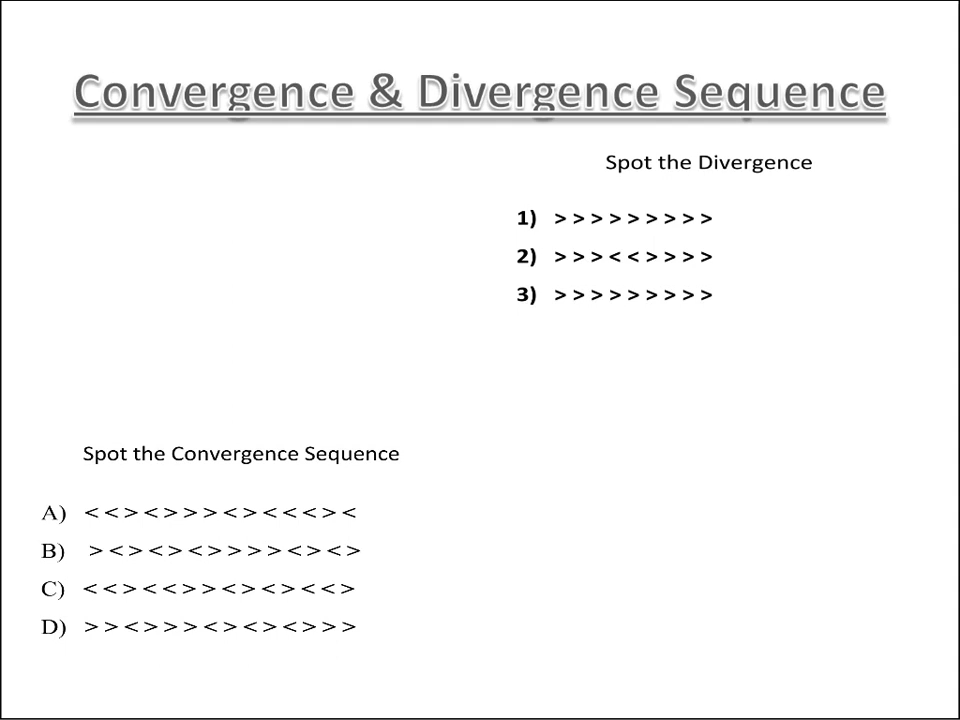 Convergence & Divergence Sequence
Spot the Divergence
1) > > > > > > > > >
2) > > > < < > > > >
3) > > > > > > > > >
Spot the Convergence Sequence
A) < < > < > > > < > < < < > <
B) > < > < > < > > > > < > < >
C) < < > < < > > < > < > < < >
D) > > < > > > < > < > < > > >